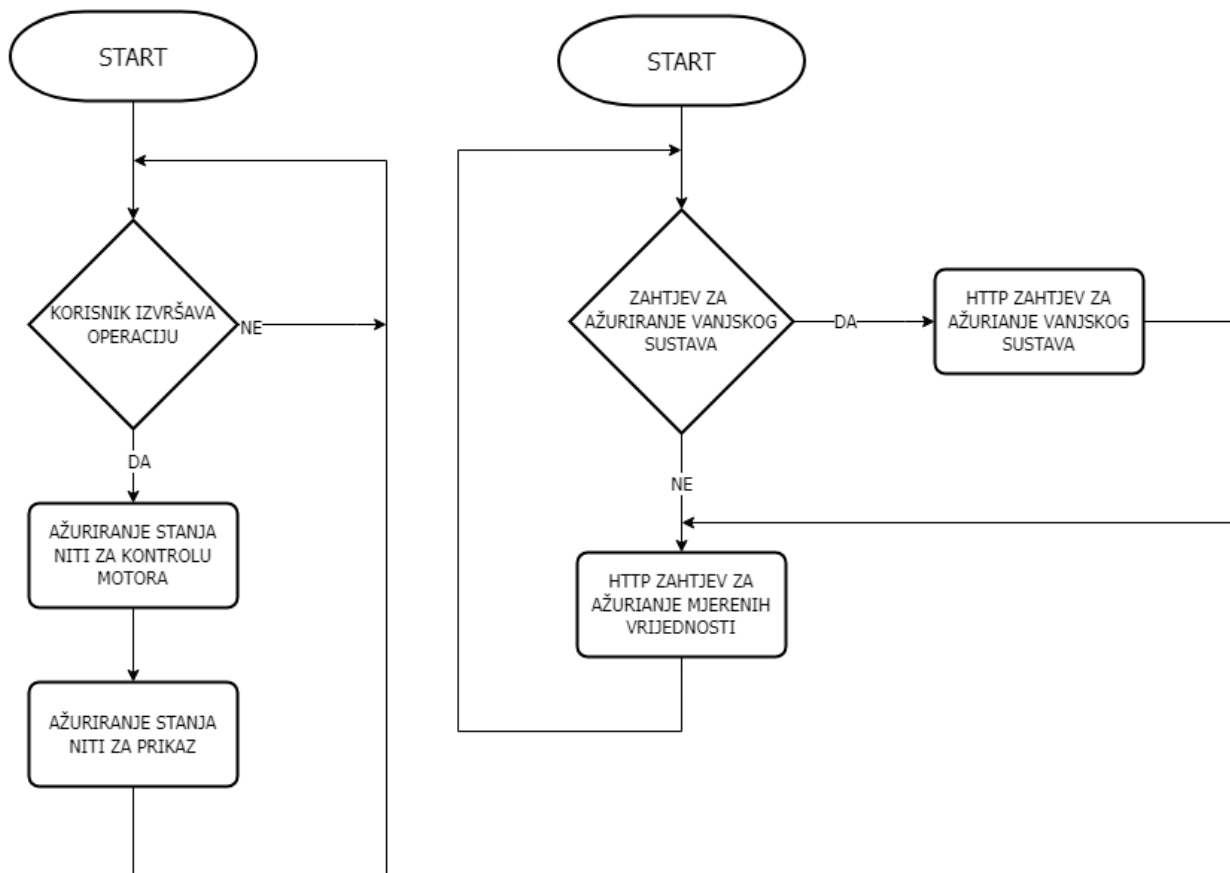 START
KORISNIK IZVRŠAVA
OPERACIJU
NE
DA
AŽURIRANJE STANJA
NITI ZA KONTROLU
MOTORA
AŽURIRANJE STANJA
NITI ZA PRIKAZ
START
ZAHTJEV ZA
AŽURIRANJE VANJSKOG
SUSTAVA
DA
HTTP ZAHTJEV ZA
AŽURIANJE VANJSKOG
SUSTAVA
NE
HTTP ZAHTJEV ZA
AŽURIANJE MJERENIH
VRIJEDNOSTI